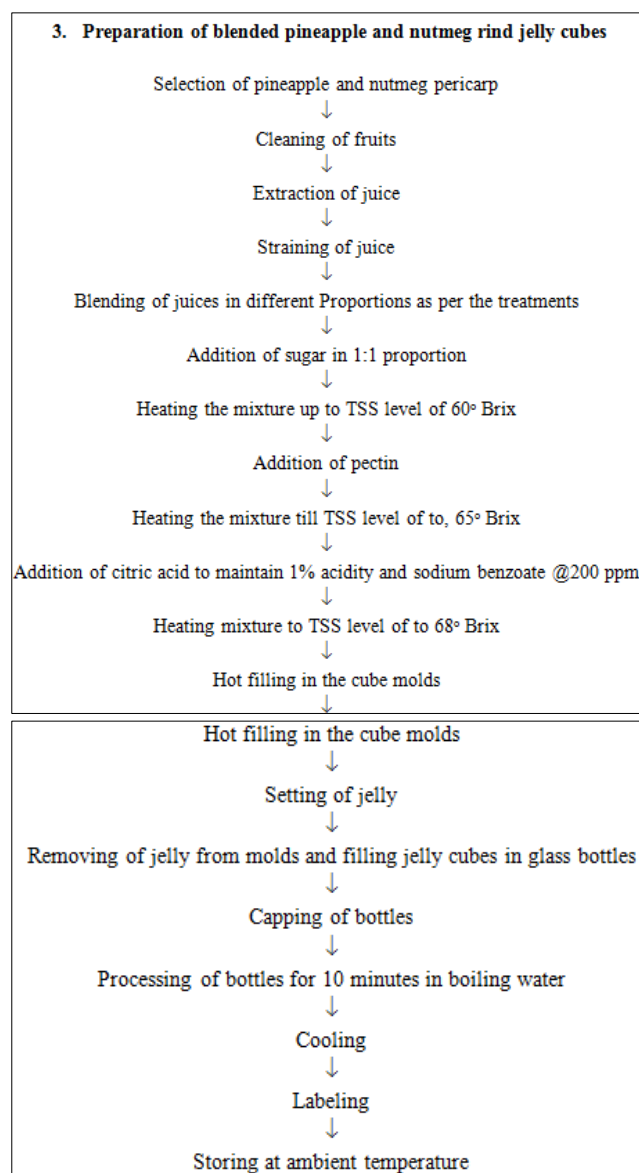 3. Preparation of blended pineapple and nutmeg rind jelly cubes
Selection of pineapple and nutmeg pericarp
↓
Cleaning of fruits
↓
Extraction of juice
↓
Straining of juice
↓
Blending of juices in different Proportions as per the treatments
↓
Addition of sugar in 1:1 proportion
↓
Heating the mixture up to TSS level of 60° Brix
↓
Addition of pectin
↓
Heating the mixture till TSS level of to, 65° Brix
↓
Addition of citric acid to maintain 1% acidity and sodium benzoate @200 ppm
↓
Heating mixture to TSS level of to 68° Brix
↓
Hot filling in the cube molds
↓
Hot filling in the cube molds
↓
Setting of jelly
↓
Removing of jelly from molds and filling jelly cubes in glass bottles
↓
Capping of bottles
↓
Processing of bottles for 10 minutes in boiling water
↓
Cooling
↓
Labeling
↓
Storing at ambient temperature